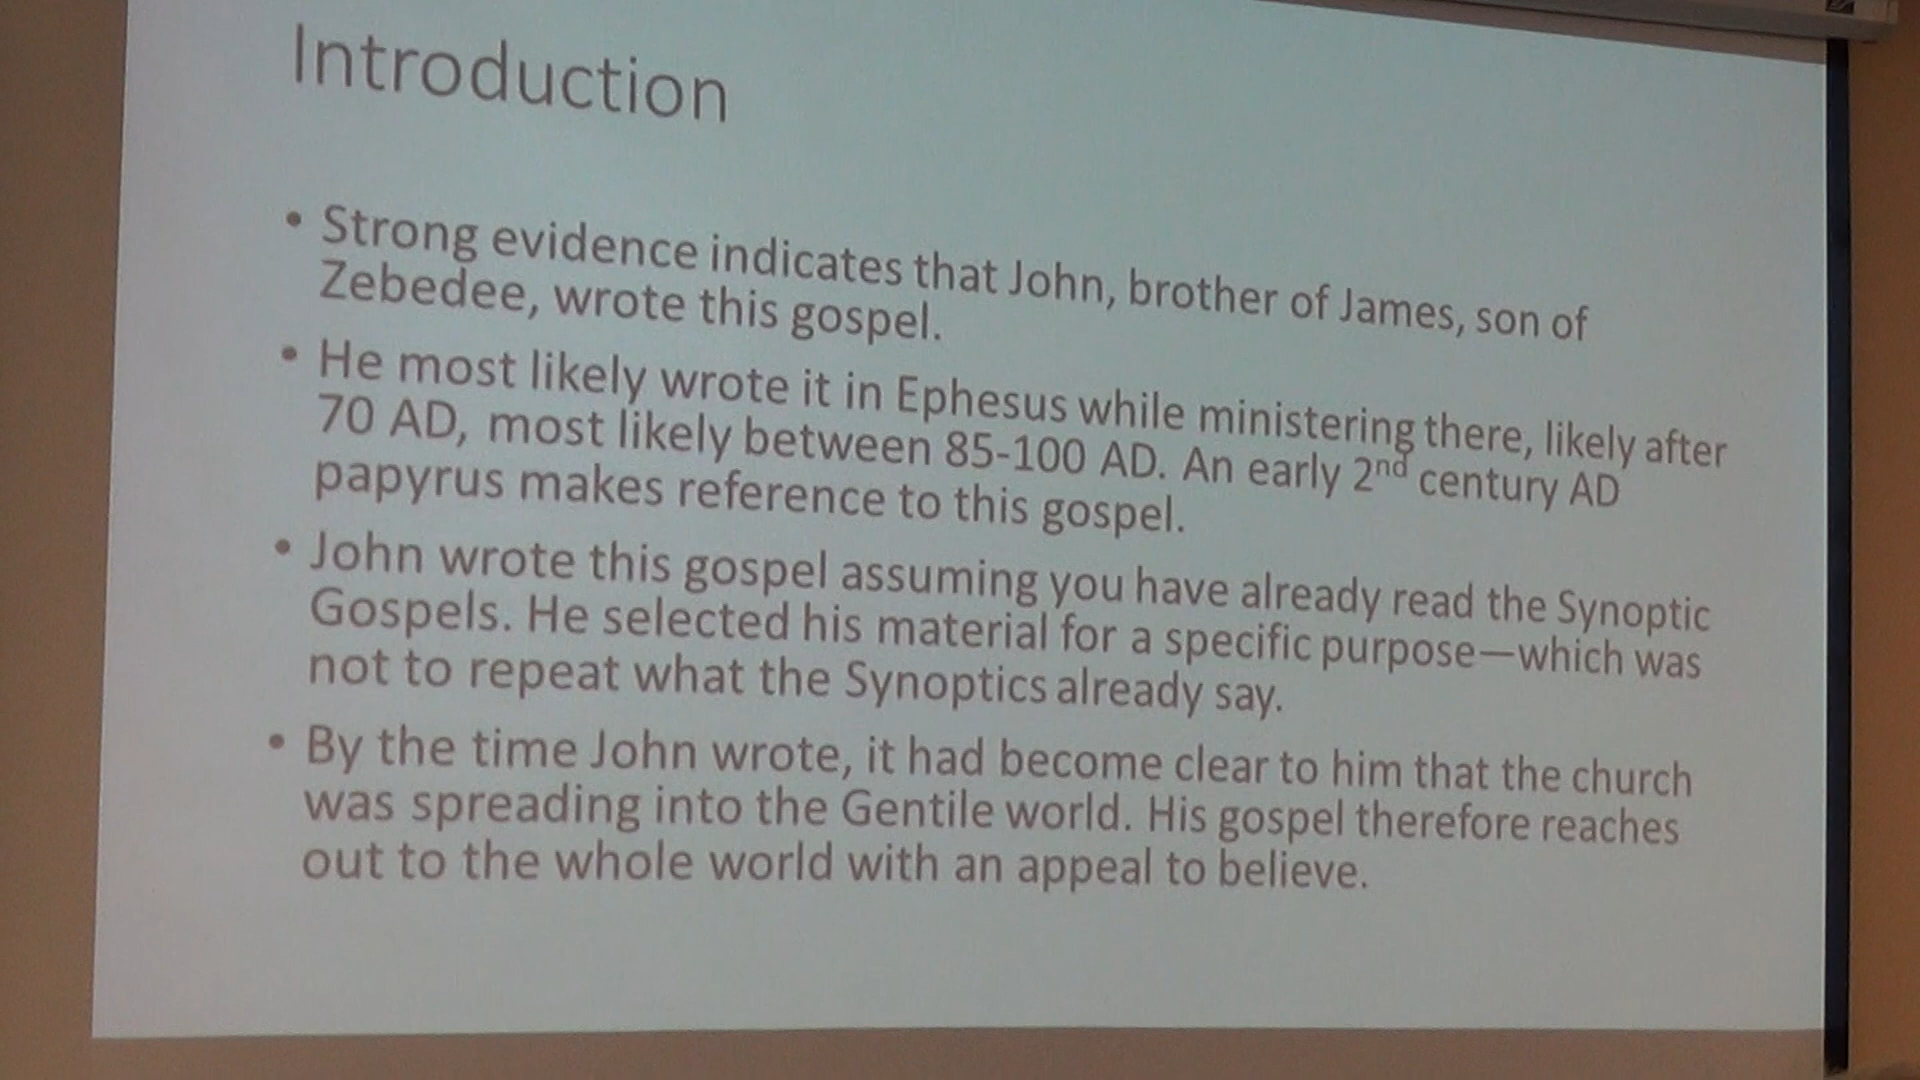 Introduction
• Strong evidence indicates that John, brother of James, son of
Zebedee, wrote this gospel.
• He most likely wrote it in Ephesus while ministering there, likely after
70 AD, most likely between 85-100 AD. An early 2nd century AD
papyrus makes reference to this gospel.
• John wrote this gospel assuming you have already read the Synoptic
Gospels. He selected his material for a specific purpose—which was
not to repeat what the Synoptics already say.
• By the time John wrote, it had become clear to him that the church
was spreading into the Gentile world. His gospel therefore reaches
out to the whole world with an appeal to believe.